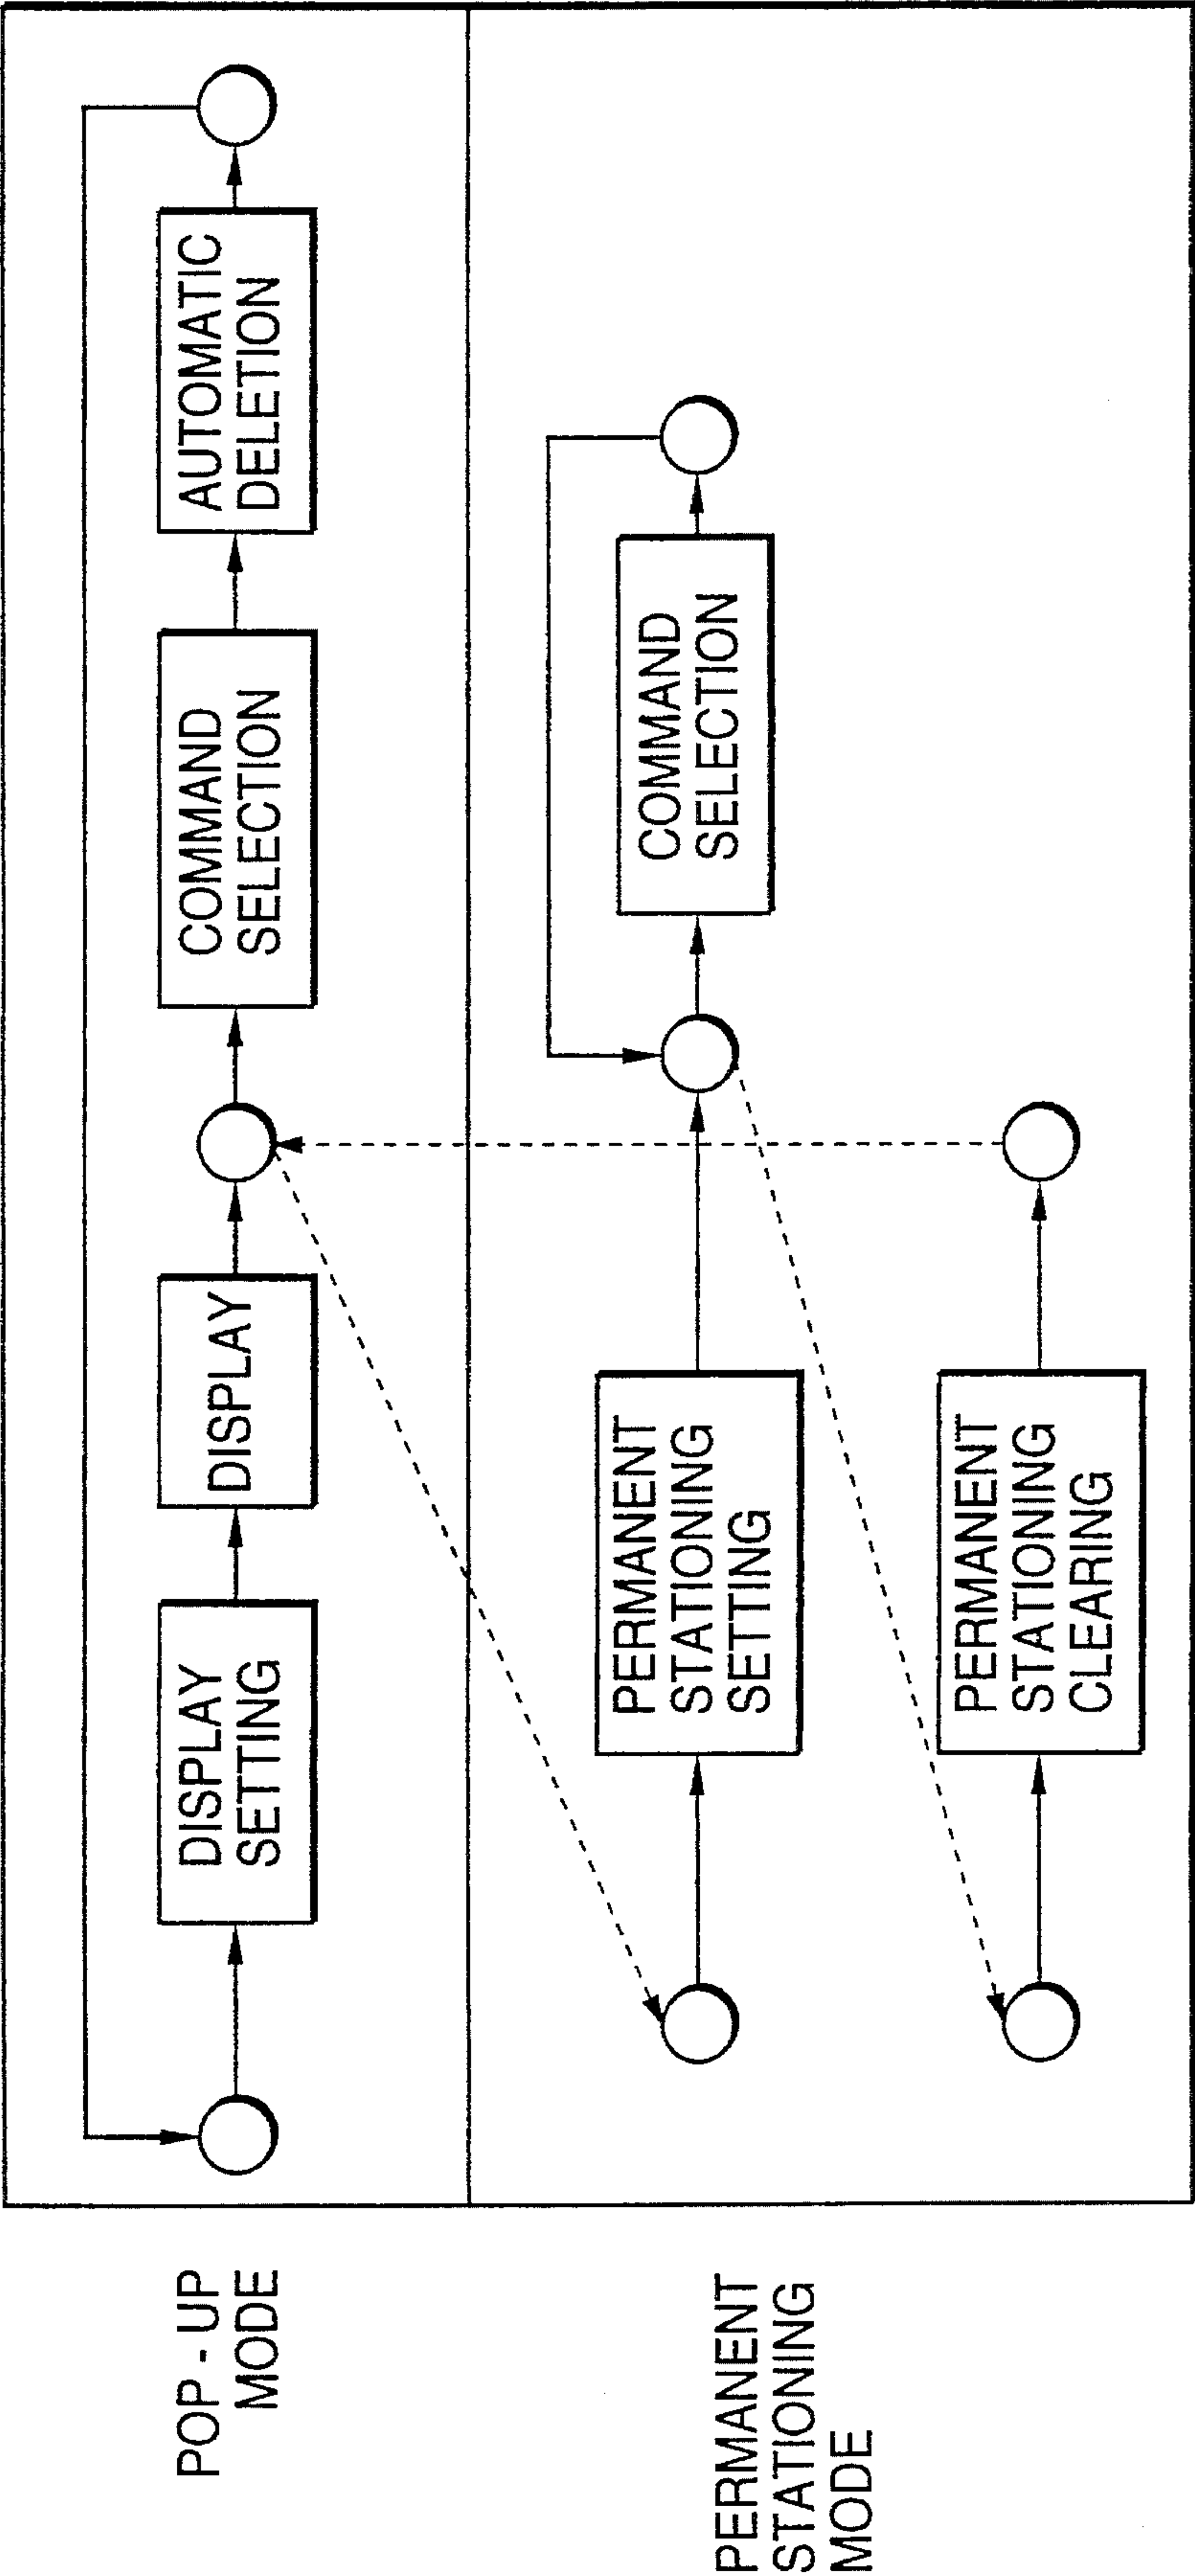 POP - UP
MODE
DISPLAY
SETTING
DISPLAY
COMMAND
SELECTION
AUTOMATIC
DELETION
PERMANENT
STATIONING
MODE
PERMANENT
STATIONING
SETTING
COMMAND
SELECTION
PERMANENT
STATIONING
CLEARING